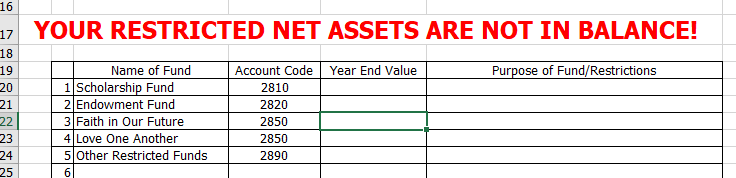 16
17 YOUR RESTRICTED NET ASSETS ARE NOT IN BALANCE!
18
19 Name of Fund Account Code Year End Value Purpose of Fund/Restrictions
20 1 Scholarship Fund 2810
21 2 Endowment Fund 2820
22 3 Faith in Our Future 2850
23 4 Love One Another 2850
24 5 Other Restricted Funds 2890
25 6